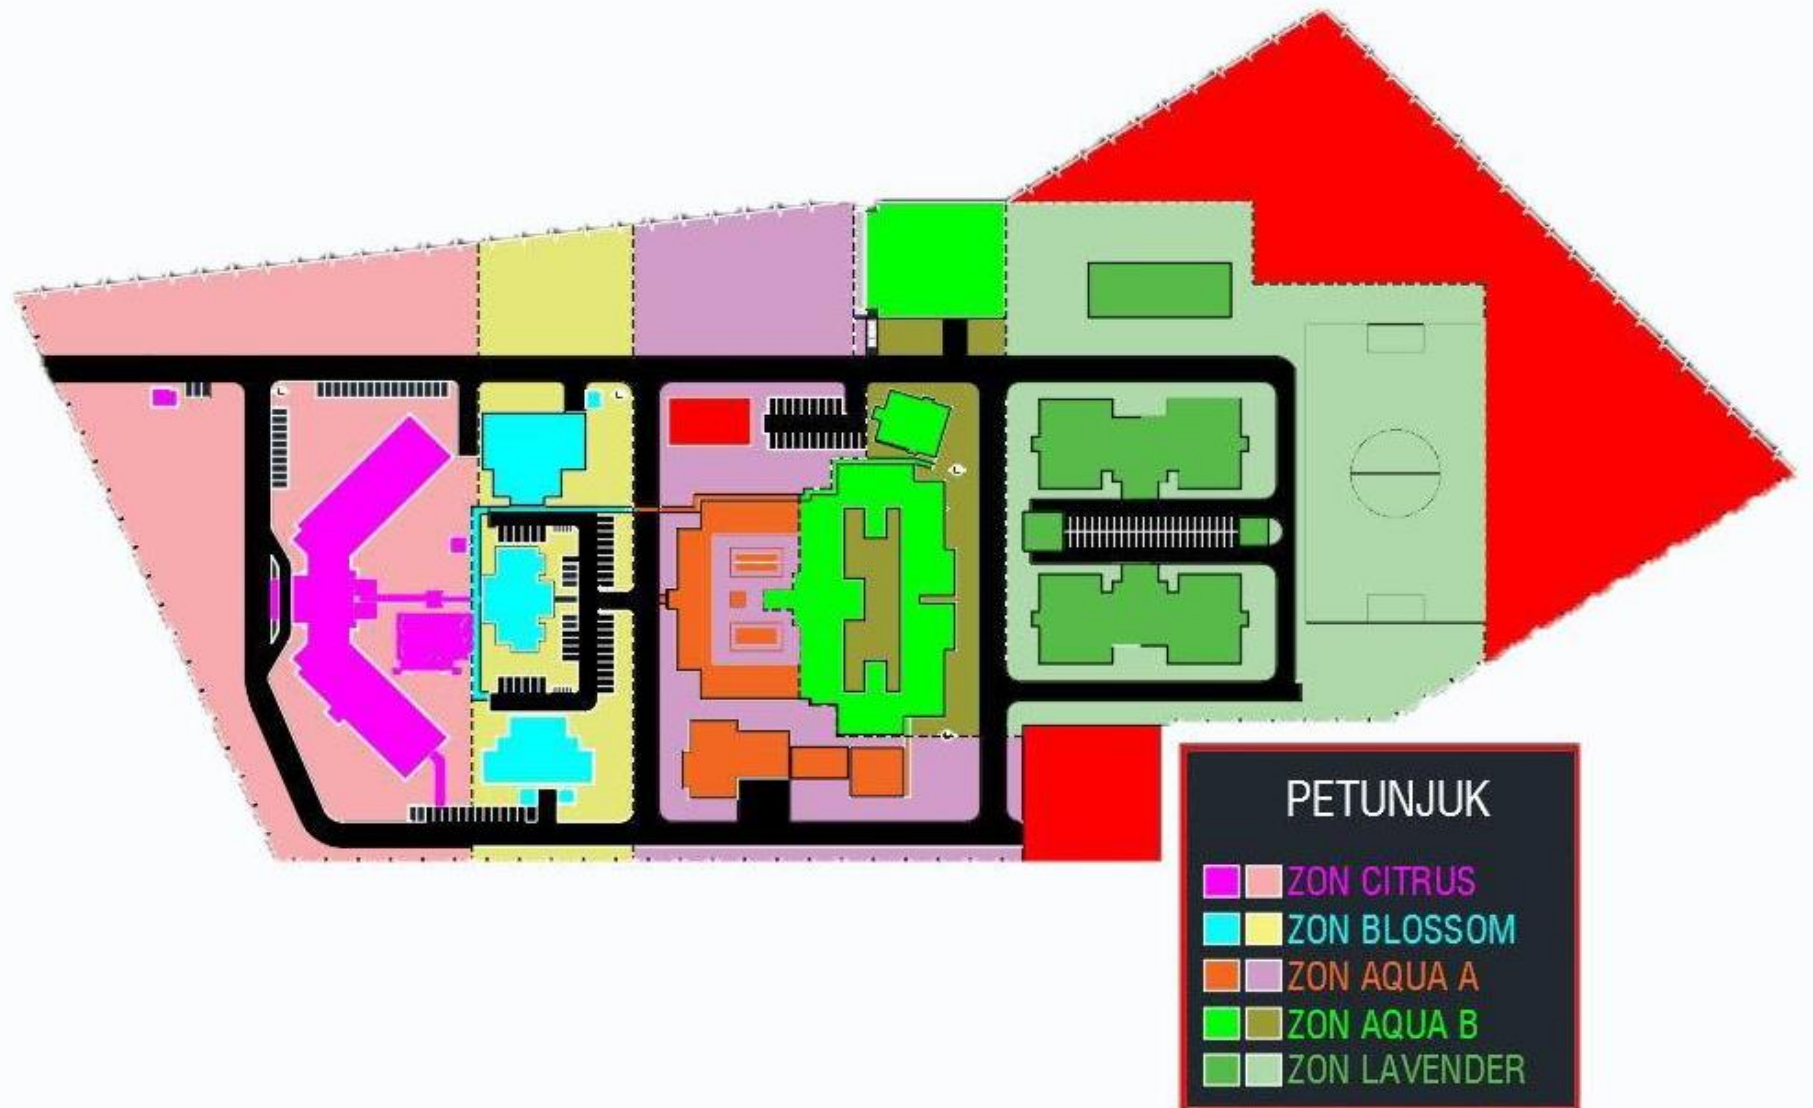 PETUNJUK
ZON CITRUS
ZON BLOSSOM
ZON AQUA A
ZON AQUA B
ZON LAVENDER